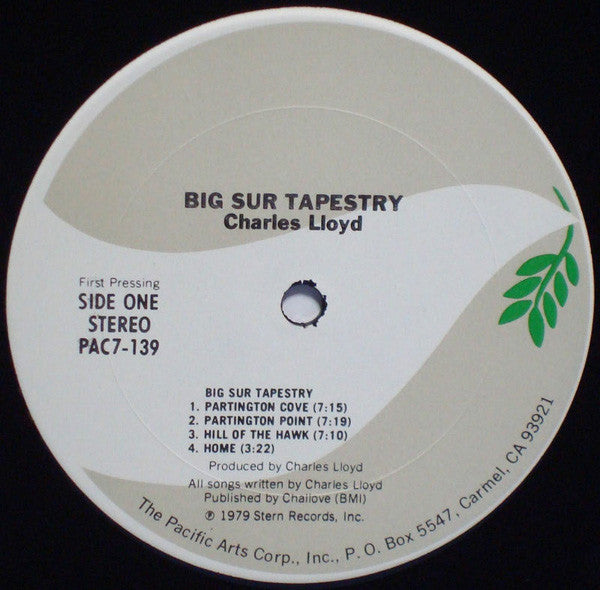 BIG SUR TAPESTRY
Charles Lloyd
First Pressing
SIDE ONE
STEREO
PAC7-139
BIG SUR TAPESTRY
1. PARTINGTON COVE (7:15)
2. PARTINGTON POINT (7:19)
3. HILL OF THE HAWK (7:10)
4. HOME (3:22)
Produced by Charles Lloyd
All songs written by Charles Lloyd
Published by Chailove (BMI)
℗ 1979 Stern Records, Inc.
The Pacific Arts Corp., Inc., P. O. Box 5547, Carmel, CA 93921